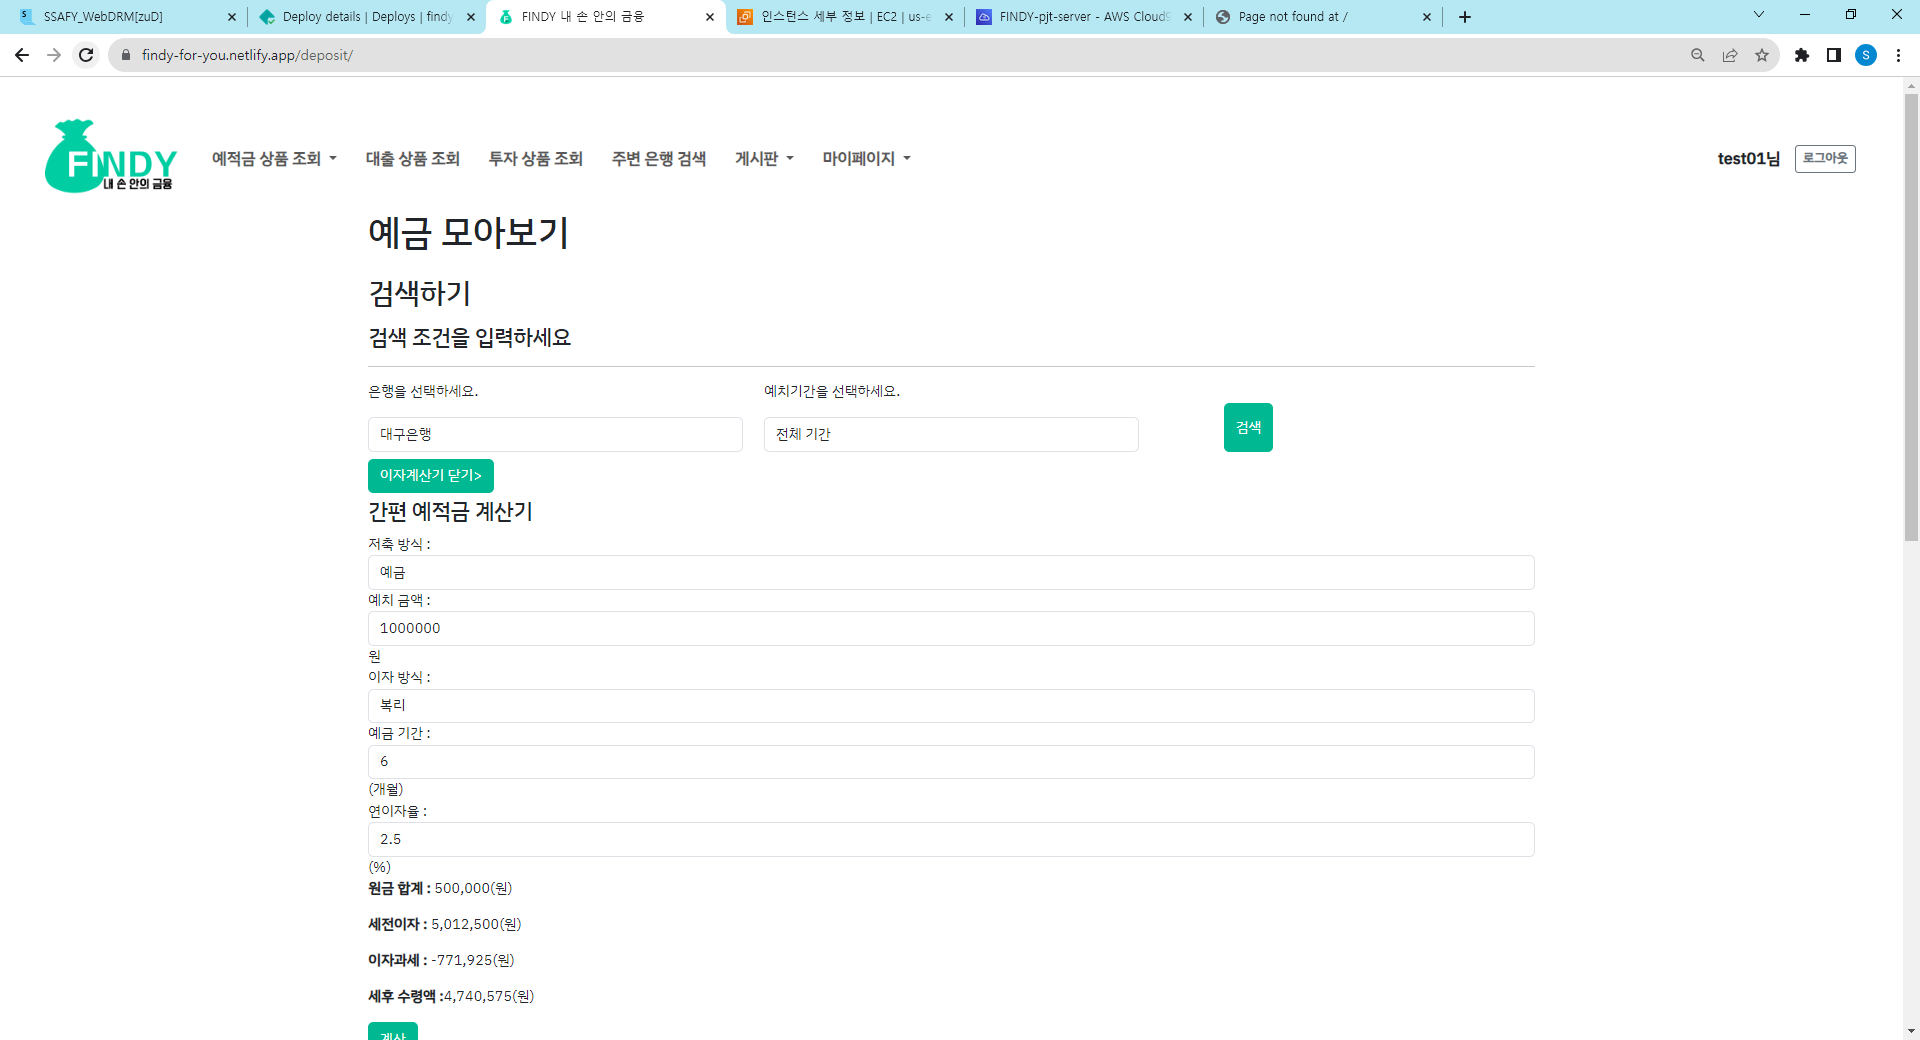 SSAFY_WebDRM[zuD]
Deploy details | Deploys | findy
FINDY 내 손 안의 금융
인스턴스 세부 정보 | EC2 | us-e
FINDY-pjt-server - AWS Cloud9
Page not found at /
findy-for-you.netlify.app/deposit/
S
FINDY
내 손 안의 금융
예적금 상품 조회
대출 상품 조회
투자 상품 조회
주변 은행 검색
게시판
마이페이지
test01님
로그아웃
예금 모아보기
검색하기
검색 조건을 입력하세요
은행을 선택하세요.
예치기간을 선택하세요.
대구은행
전체 기간
검색
이자계산기 닫기>
간편 예적금 계산기
저축 방식 :
예금
예치 금액 :
1000000
원
이자 방식 :
복리
예금 기간 :
6
(개월)
연이자율 :
2.5
(%)
원금 합계 : 500,000(원)
세전이자 : 5,012,500(원)
이자과세 : -771,925(원)
세후 수령액 :4,740,575(원)
계산